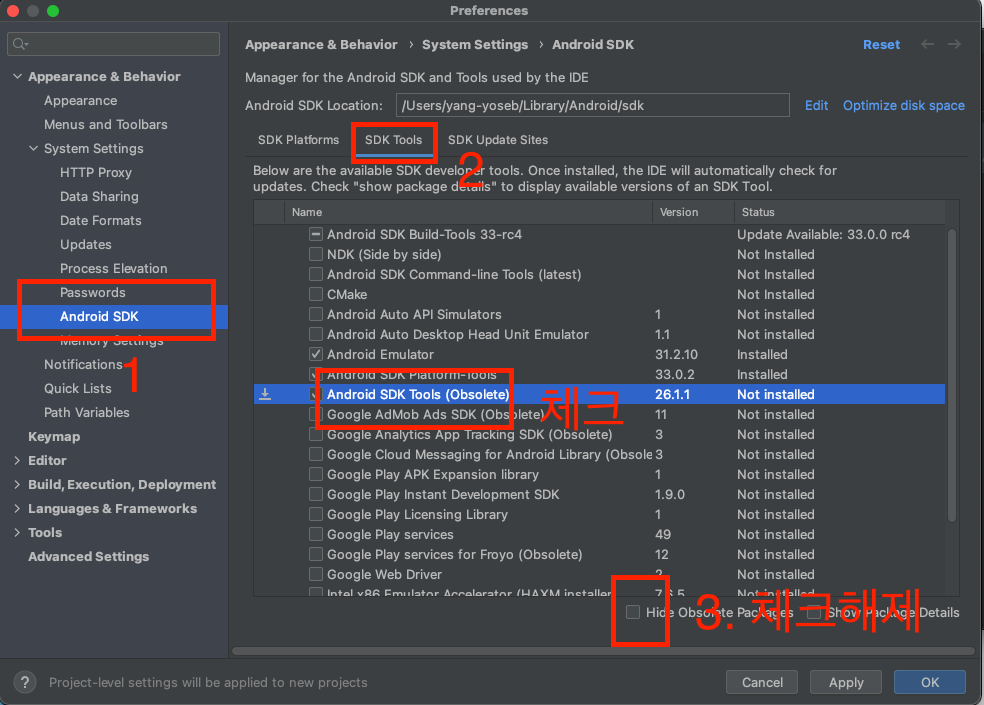 Preferences
Appearance & Behavior
Appearance
Menus and Toolbars
System Settings
HTTP Proxy
Data Sharing
Date Formats
Updates
Process Elevation
Passwords
Android SDK
Memory Settings
Notifications
Quick Lists
Path Variables
Keymap
Editor
Build, Execution, Deployment
Languages & Frameworks
Tools
Advanced Settings
1
Appearance & Behavior › System Settings › Android SDK Reset
Manager for the Android SDK and Tools used by the IDE
Android SDK Location: /Users/yang-yoseb/Library/Android/sdk Edit Optimize disk space
SDK Platforms SDK Tools SDK Update Sites
2
Below are the available SDK developer tools. Once installed, the IDE will automatically check for
updates. Check "show package details" to display available versions of an SDK Tool.
Name Version Status
Android SDK Build-Tools 33-rc4 Update Available: 33.0.0 rc4
NDK (Side by side) Not Installed
Android SDK Command-line Tools (latest) Not Installed
CMake Not Installed
Android Auto API Simulators 1 Not installed
Android Auto Desktop Head Unit Emulator 1.1 Not installed
Android Emulator 31.2.10 Installed
Android SDK Platform-Tools 33.0.2 Installed
Android SDK Tools (Obsolete) 26.1.1 Not installed
체크
Google AdMob Ads SDK (Obsolete) 11 Not installed
Google Analytics App Tracking SDK (Obsolete) 3 Not installed
Google Cloud Messaging for Android Library (Obsole 3 Not installed
Google Play APK Expansion library 1 Not installed
Google Play Instant Development SDK 1.9.0 Not installed
Google Play Licensing Library 1 Not installed
Google Play services 49 Not installed
Google Play services for Froyo (Obsolete) 12 Not installed
Google Web Driver 2 Not installed
Intel x86 Emulator Accelerator (HAXM installer 7.6.5 Not installed
Hide Obsolete Packages Show Package Details
3. 체크해제
? Project-level settings will be applied to new projects
Cancel Apply OK